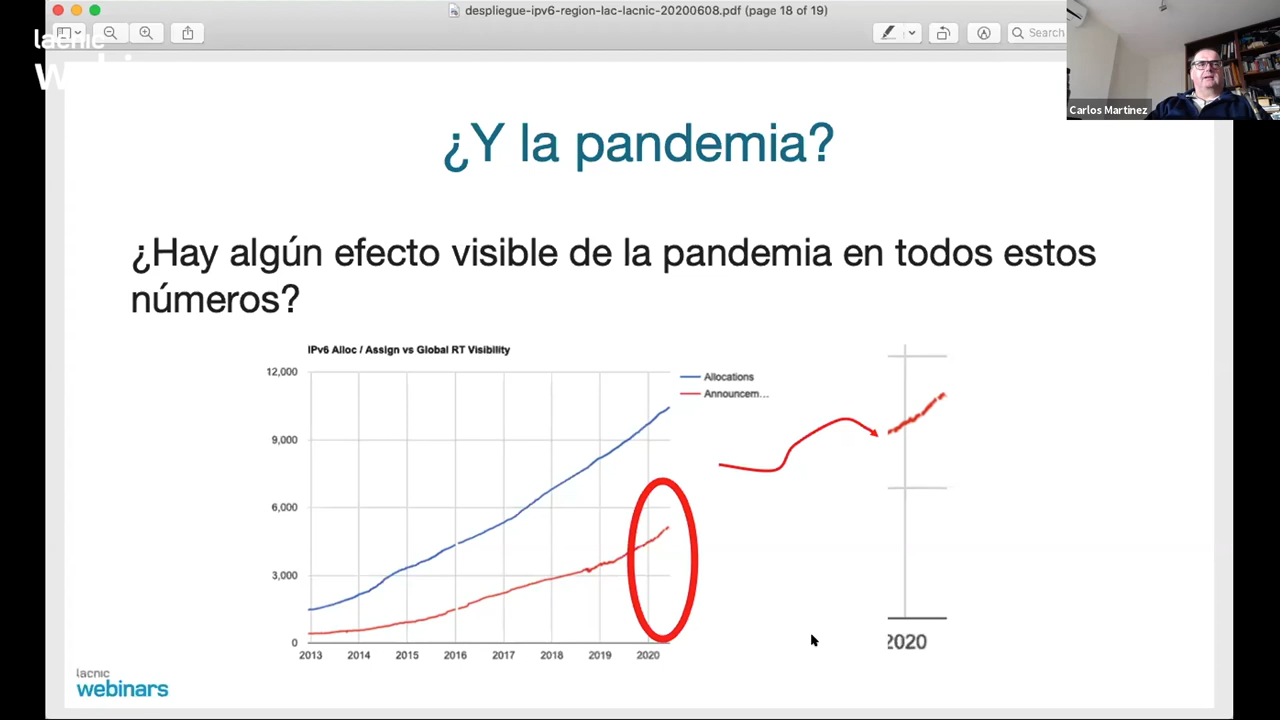 despliegue-ipv6-region-lac-lacnic-20200608.pdf (page 18 of 19)
Search
lacnic
Carlos Martinez
¿Y la pandemia?
¿Hay algún efecto visible de la pandemia en todos estos
números?
IPv6 Alloc / Assign vs Global RT Visibility
12,000
9,000
6,000
3,000
0
2013 2014 2015 2016 2017 2018 2019 2020
Allocations
Announcem...
2020
lacnic
webinars